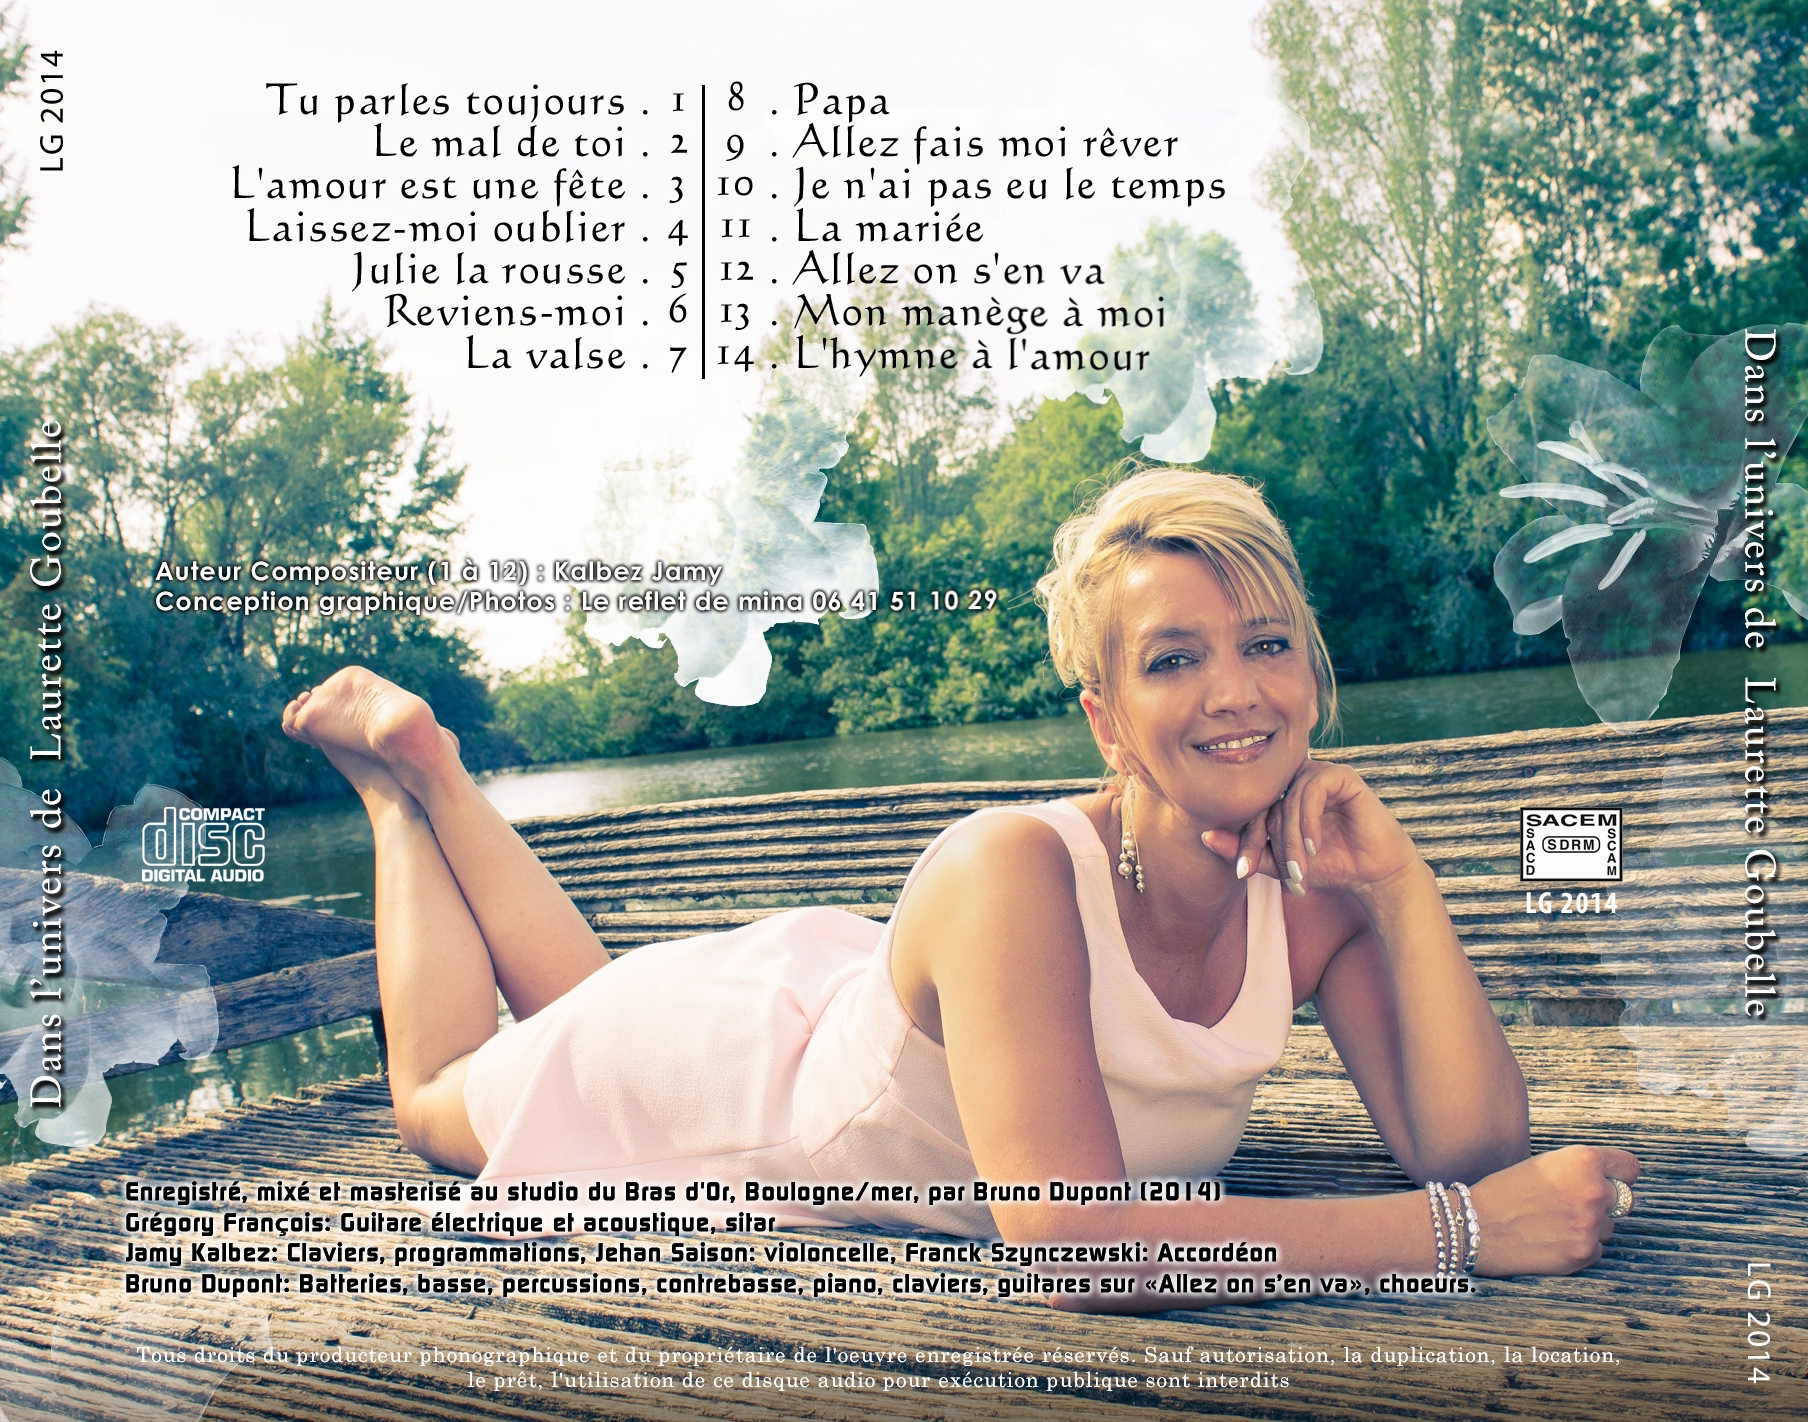 LG 2014
Tu parles toujours . 1
Le mal de toi . 2
L'amour est une fête . 3
Laissez-moi oublier . 4
Julie la rousse . 5
Reviens-moi . 6
La valse . 7
8 . Papa
9 . Allez fais moi rêver
10 . Je n'ai pas eu le temps
11 . La mariée
12 . Allez on s'en va
13 . Mon manège à moi
14 . L'hymne à l'amour
Dans l'univers de Laurette Goubelle
Dans l'univers de Laurette Goubelle
Auteur Compositeur (1 à 12) : Kalbez Jamy
Conception graphique/Photos : Le reflet de mina 06 41 51 10 29
COMPACT
disc
DIGITAL AUDIO
SACEM
SACD
SDRM
SCAM
LG 2014
Enregistré, mixé et masterisé au studio du Bras d'Or, Boulogne/mer, par Bruno Dupont (2014)
Grégory François: Guitare électrique et acoustique, sitar
Jamy Kalbez: Claviers, programmations, Jehan Saison: violoncelle, Franck Szynczewski: Accordéon
Bruno Dupont: Batteries, basse, percussions, contrebasse, piano, claviers, guitares sur «Allez on s'en va», choeurs.
LG 2014
Tous droits du producteur phonographique et du propriétaire de l'oeuvre enregistrée réservés. Sauf autorisation, la duplication, la location,
le prêt, l'utilisation de ce disque audio pour exécution publique sont interdits